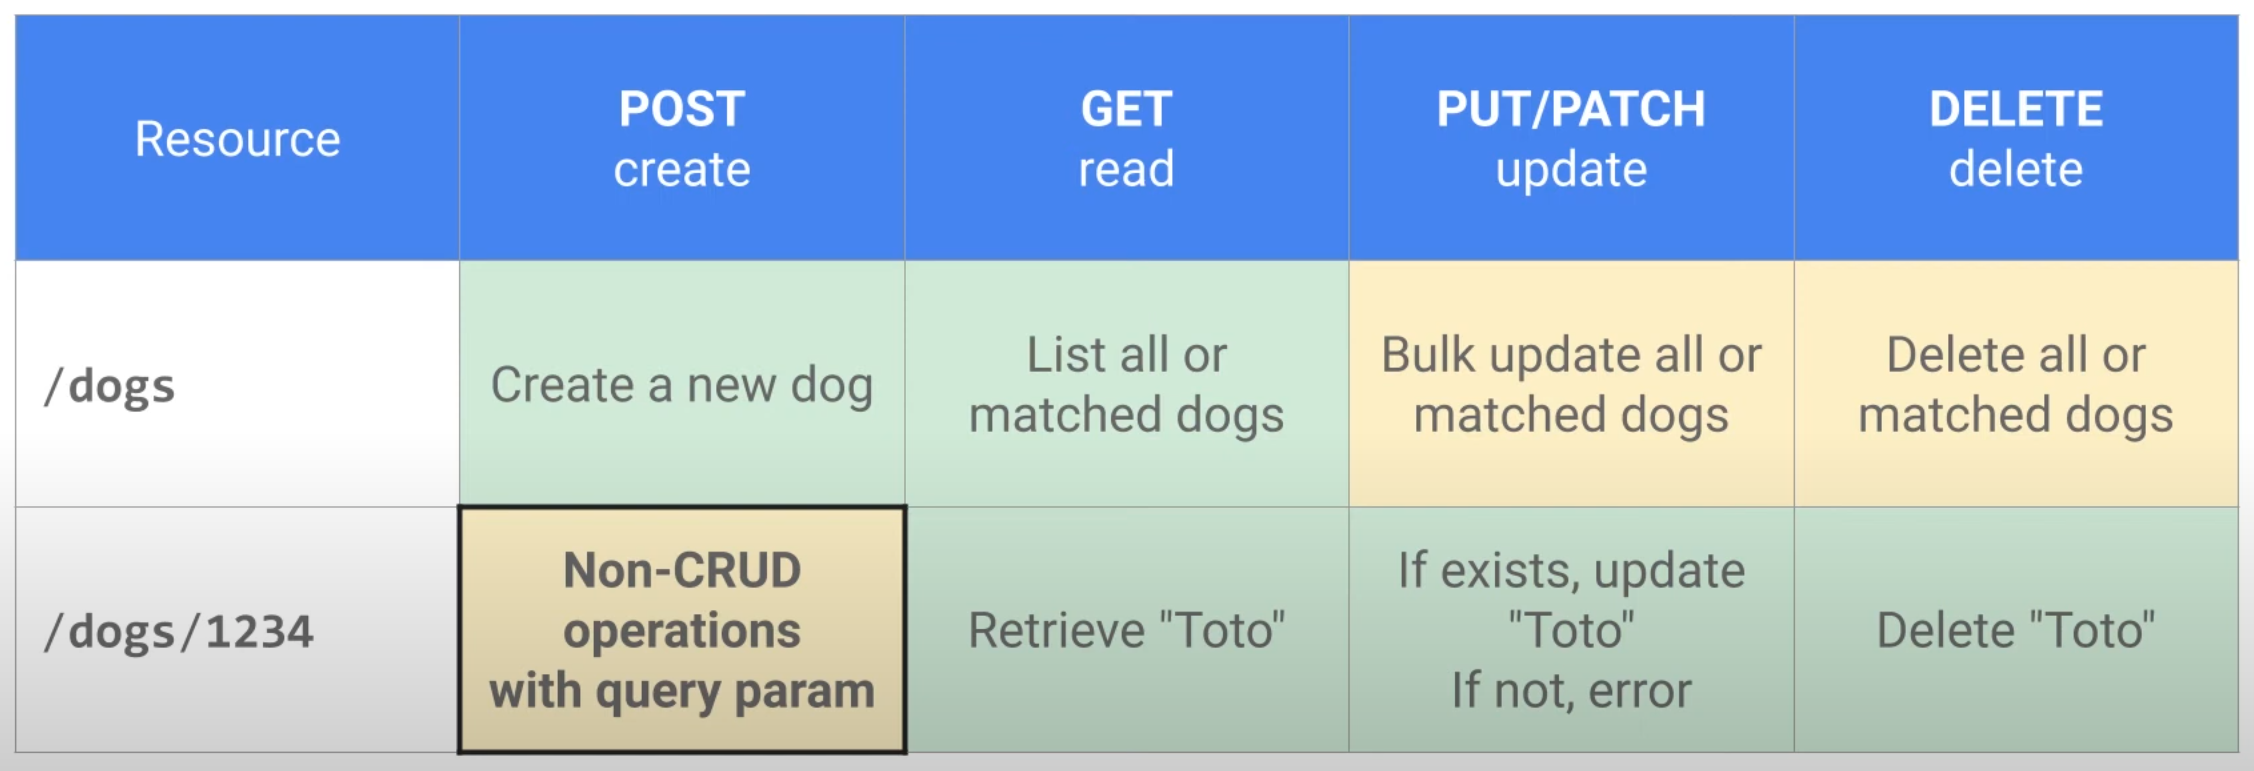 Resource
POST
create
GET
read
PUT/PATCH
update
DELETE
delete
/dogs
Create a new dog
List all or
matched dogs
Bulk update all or
matched dogs
Delete all or
matched dogs
/dogs/1234
Non-CRUD
operations
with query param
Retrieve "Toto"
If exists, update
"Toto"
If not, error
Delete "Toto"